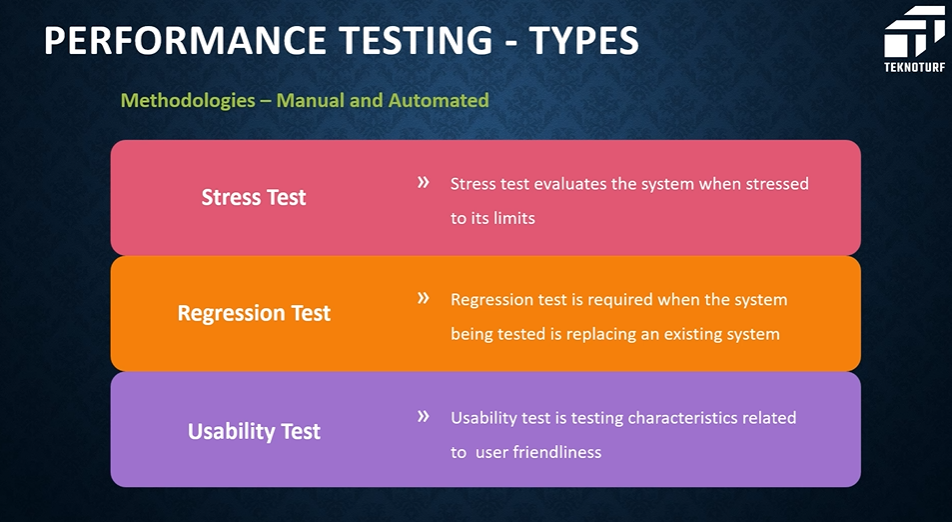 PERFORMANCE TESTING - TYPES
TEKNOTURF
Methodologies – Manual and Automated
Stress Test
» Stress test evaluates the system when stressed
to its limits
Regression Test
» Regression test is required when the system
being tested is replacing an existing system
Usability Test
» Usability test is testing characteristics related
to user friendliness